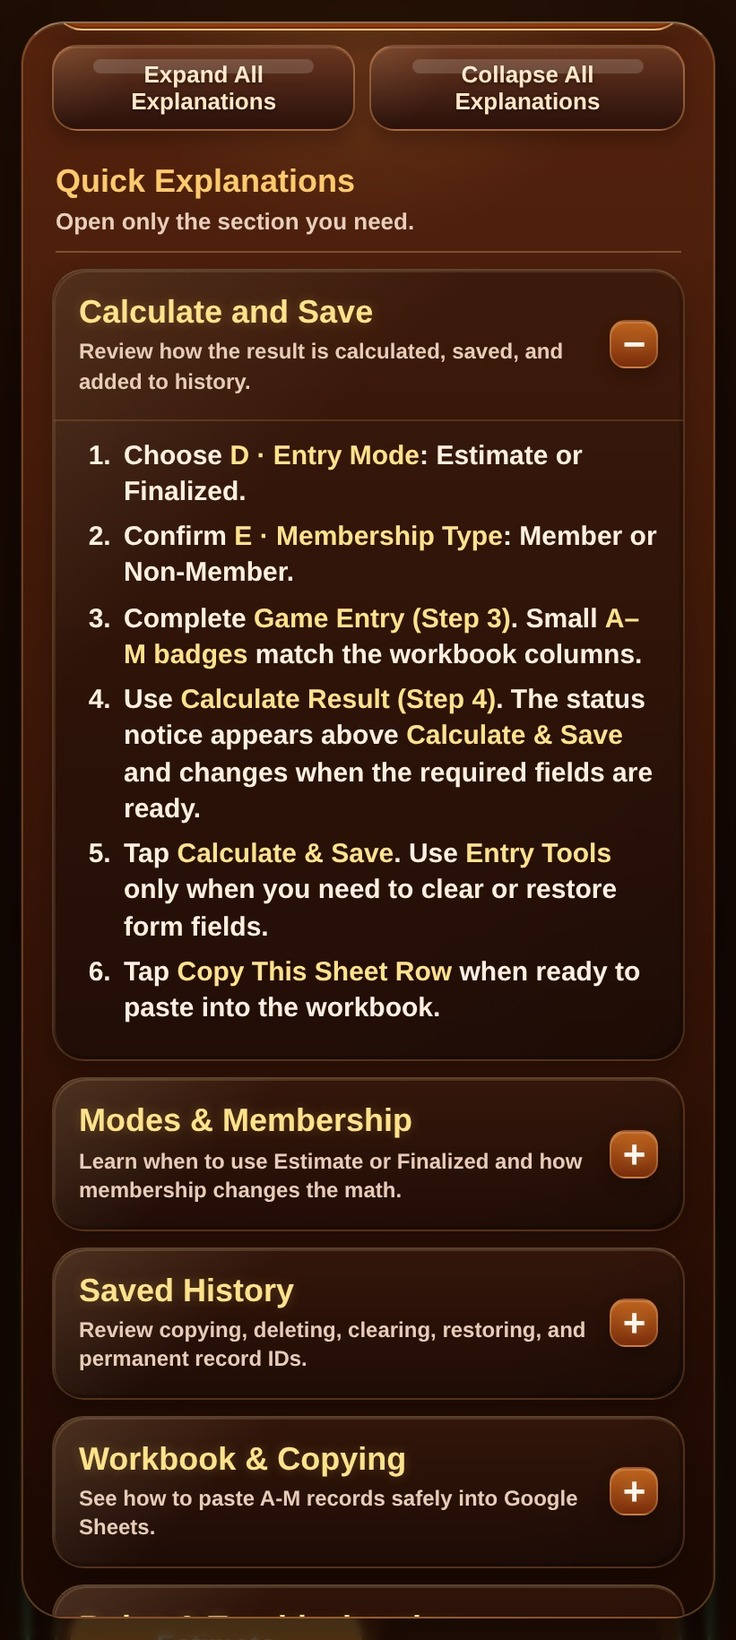 Expand All
Explanations
Collapse All
Explanations
Quick Explanations
Open only the section you need.
Calculate and Save
Review how the result is calculated, saved, and
added to history.
1. Choose D · Entry Mode: Estimate or
Finalized.
2. Confirm E · Membership Type: Member or
Non-Member.
3. Complete Game Entry (Step 3). Small A–
M badges match the workbook columns.
4. Use Calculate Result (Step 4). The status
notice appears above Calculate & Save
and changes when the required fields are
ready.
5. Tap Calculate & Save. Use Entry Tools
only when you need to clear or restore
form fields.
6. Tap Copy This Sheet Row when ready to
paste into the workbook.
Modes & Membership
Learn when to use Estimate or Finalized and how
membership changes the math.
Saved History
Review copying, deleting, clearing, restoring, and
permanent record IDs.
Workbook & Copying
See how to paste A-M records safely into Google
Sheets.